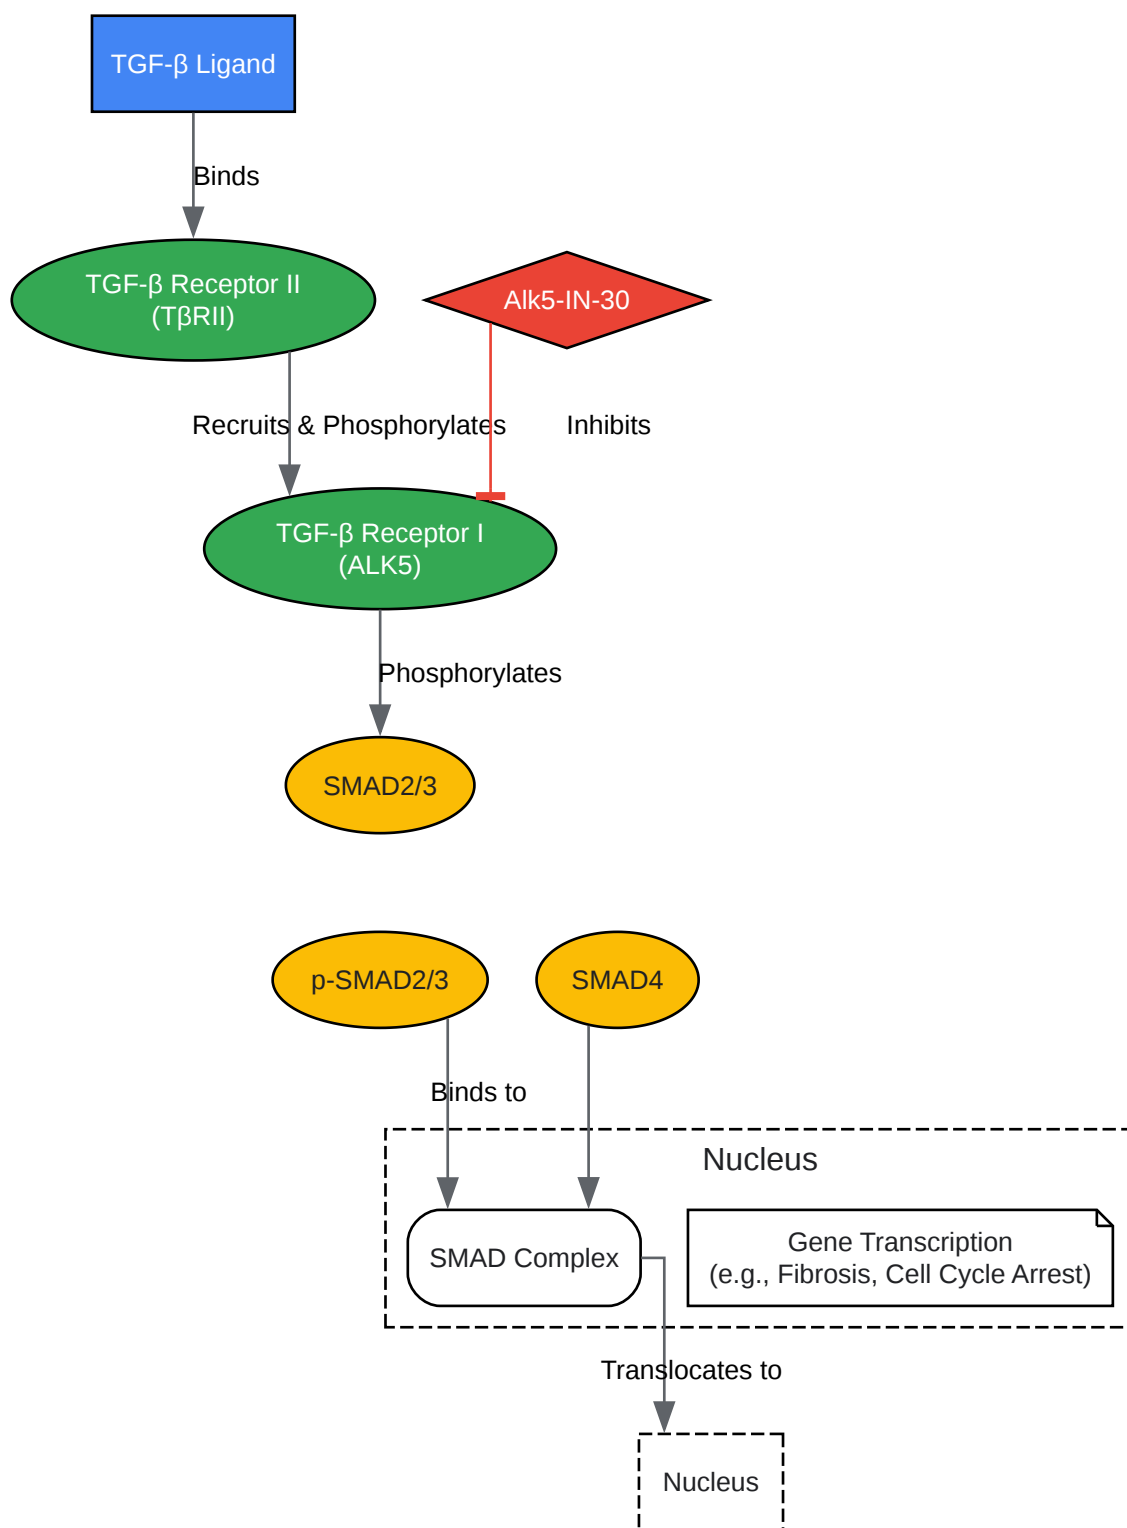 TGF-β Ligand
Binds
TGF-β Receptor II
(TβRII)
Alk5-IN-30
Recruits & Phosphorylates
Inhibits
TGF-β Receptor I
(ALK5)
Phosphorylates
SMAD2/3
p-SMAD2/3
SMAD4
Binds to
Nucleus
SMAD Complex
Gene Transcription
(e.g., Fibrosis, Cell Cycle Arrest)
Translocates to
Nucleus